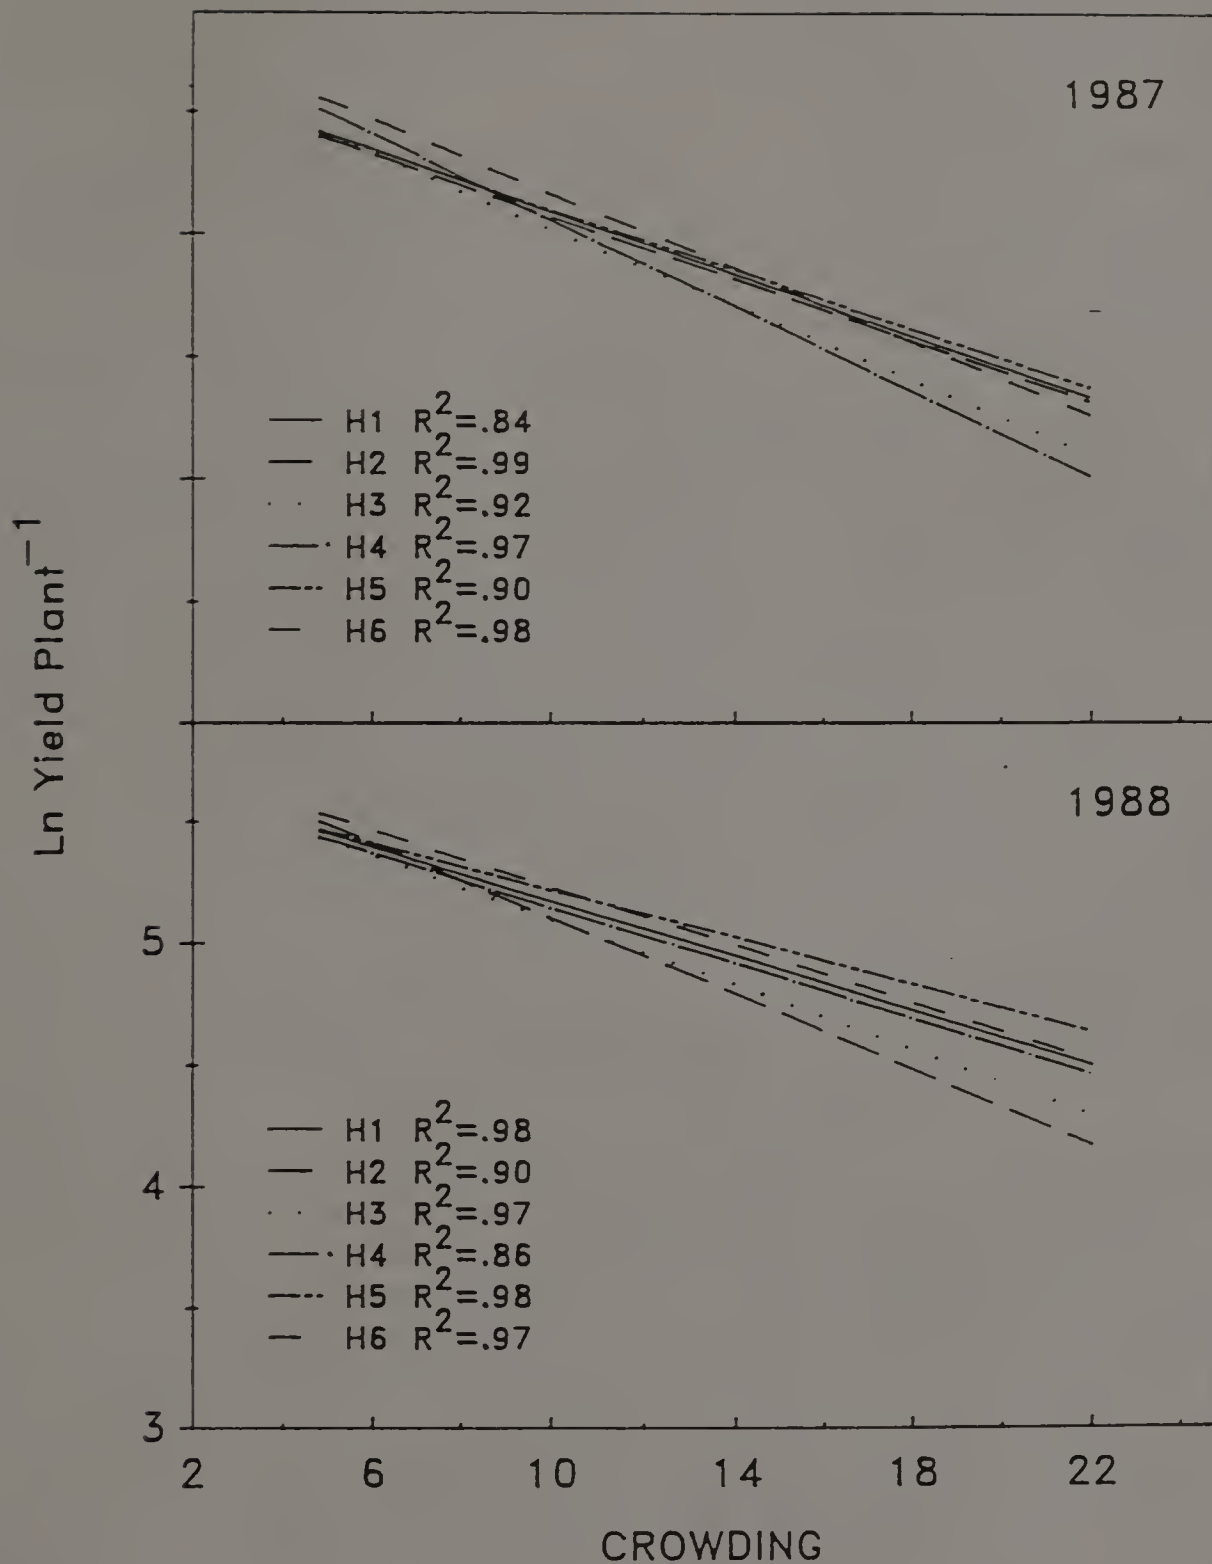 1987
H1 R²=.84
H2 R²=.99
H3 R²=.92
H4 R²=.97
H5 R²=.90
H6 R²=.98
Ln Yield Plant⁻¹
1988
5
H1 R²=.98
H2 R²=.90
H3 R²=.97
H4 R²=.86
H5 R²=.98
H6 R²=.97
4
3
2 6 10 14 18 22
CROWDING